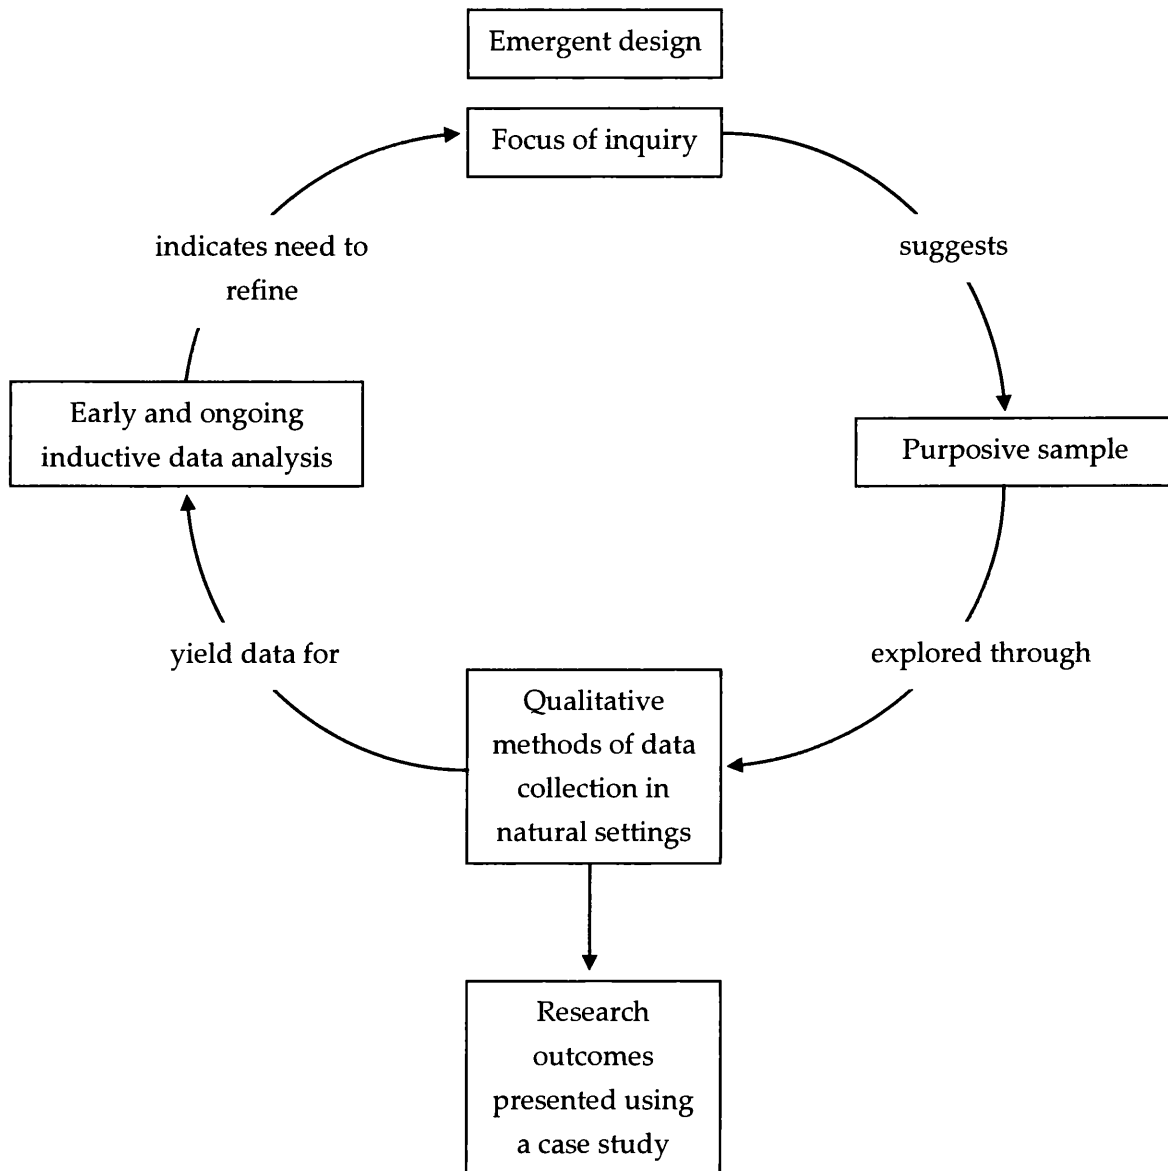 Emergent design
Focus of inquiry
indicates need to
refine
suggests
Early and ongoing
inductive data analysis
Purposive sample
yield data for
explored through
Qualitative
methods of data
collection in
natural settings
Research
outcomes
presented using
a case study